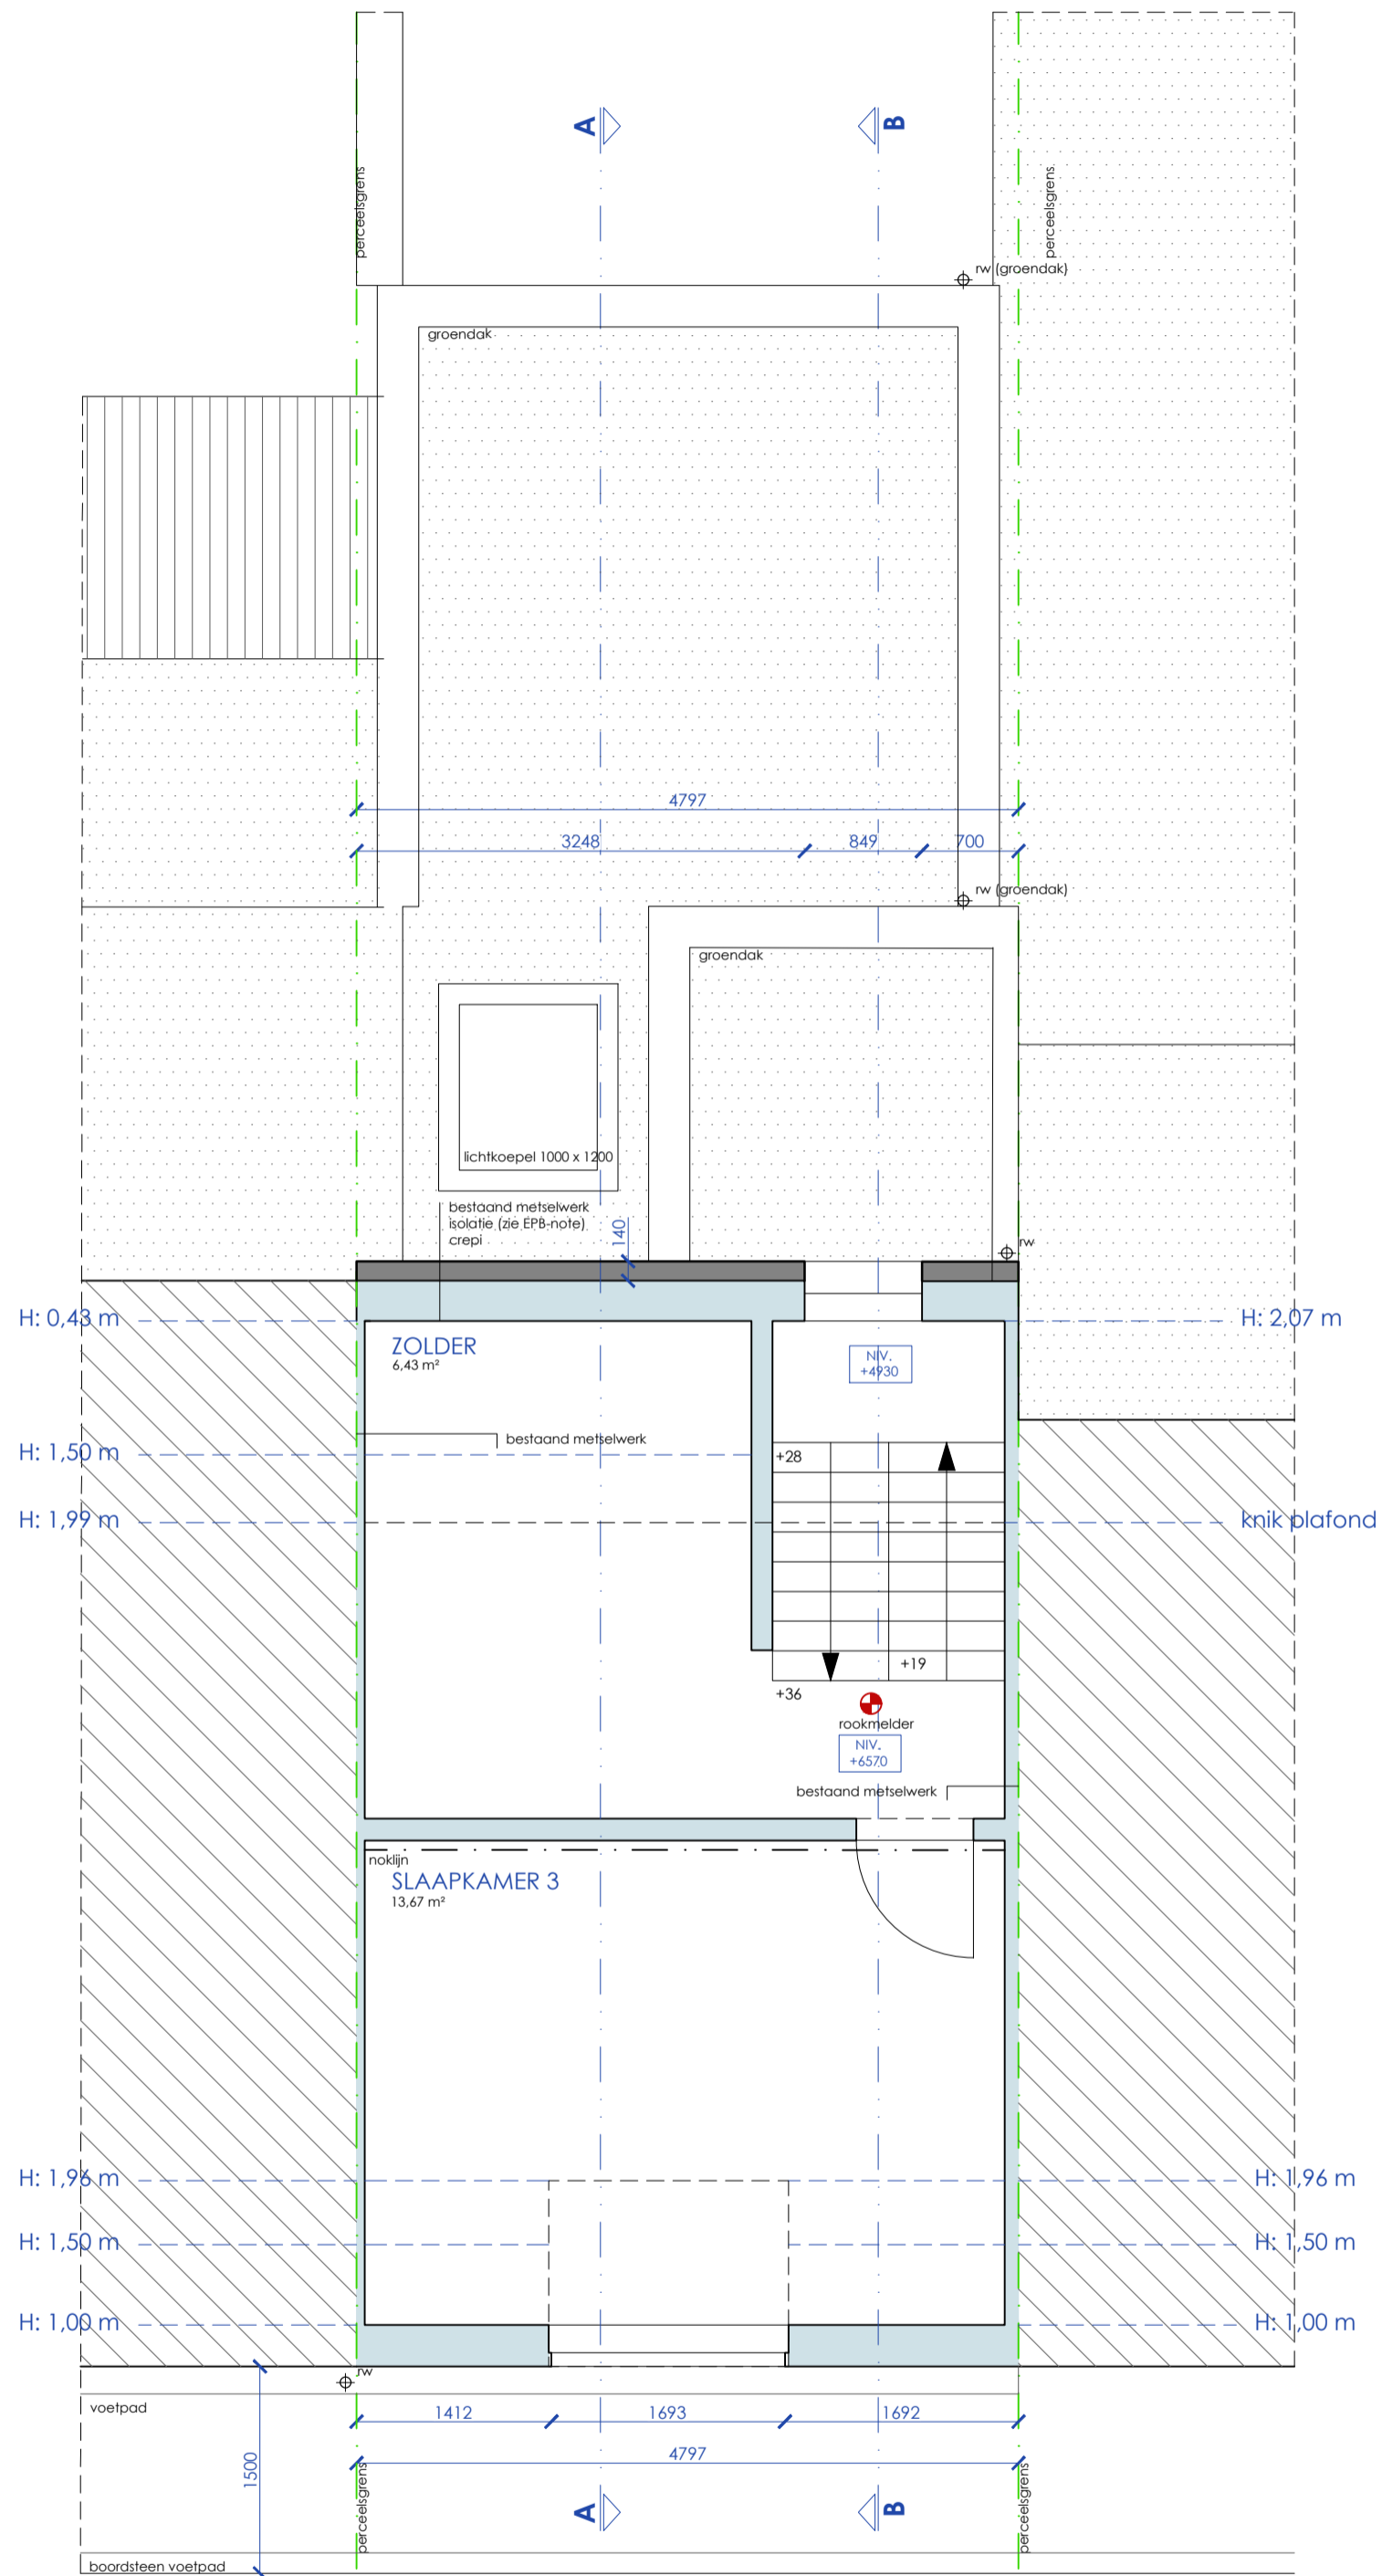 A
B
perceelsgrens
perceelsgrens
rw (groendak)
groendak
4797
3248
849
700
rw (groendak)
groendak
lichtkoepel 1000 x 1200
bestaand metselwerk
isolatie (zie EPB-note)
crepi
140
rw
H: 0,43 m
H: 2,07 m
ZOLDER
6,43 m²
NIV.
+4930
bestaand metselwerk
H: 1,50 m
+28
H: 1,99 m
knik plafond
+19
+36
rookmelder
NIV.
+6570
bestaand metselwerk
noklijn
SLAAPKAMER 3
13,67 m²
H: 1,96 m
H: 1,96 m
H: 1,50 m
H: 1,50 m
H: 1,00 m
H: 1,00 m
rw
voetpad
1412
1693
1692
4797
1500
perceelsgrens
perceelsgrens
A
B
boordsteen voetpad